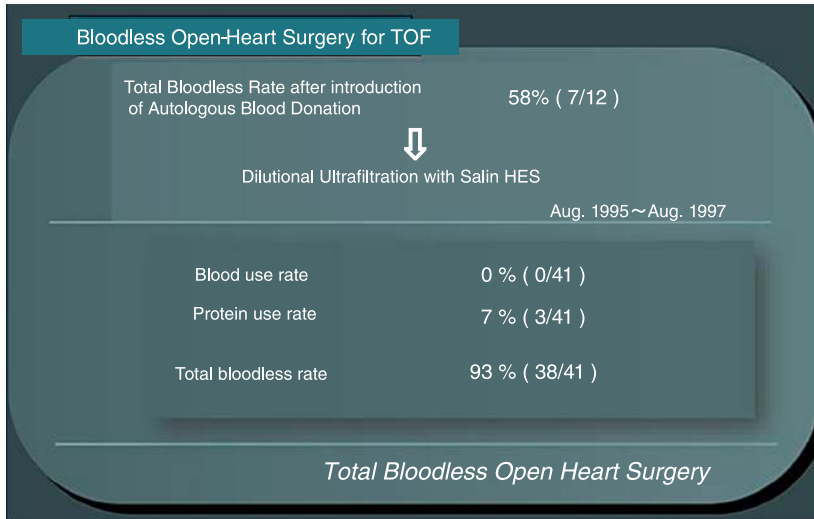 Bloodless Open-Heart Surgery for TOF
Total Bloodless Rate after introduction
of Autologous Blood Donation
58% ( 7/12 )
Dilutional Ultrafiltration with Salin HES
Aug. 1995～Aug. 1997
Blood use rate 0 % ( 0/41 )
Protein use rate 7 % ( 3/41 )
Total bloodless rate 93 % ( 38/41 )
Total Bloodless Open Heart Surgery